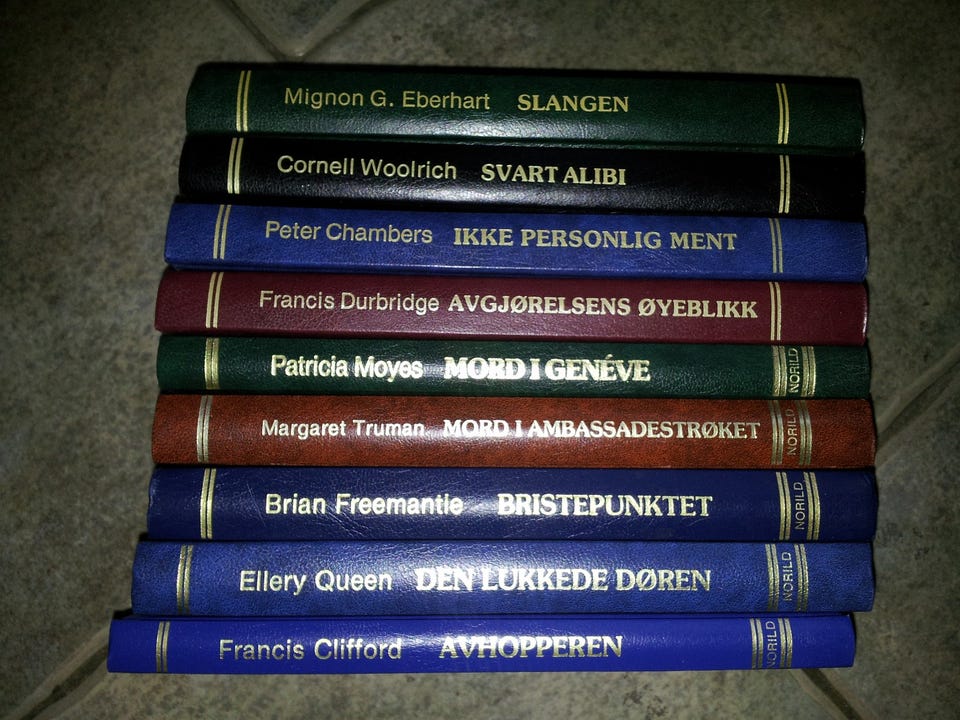 Mignon G. Eberhart SLANGEN
Cornell Woolrich SVART ALIBI
Peter Chambers IKKE PERSONLIG MENT
Francis Durbridge AVGJØRELSENS ØYEBLIKK
Patricia Moyes MORD I GENÉVE NORILD
Margaret Truman MORD I AMBASSADESTRØKET NORILD
Brian Freemantle BRISTEPUNKTET NORILD
Ellery Queen DEN LUKKEDE DØREN NORILD
Francis Clifford AVHOPPEREN NORILD